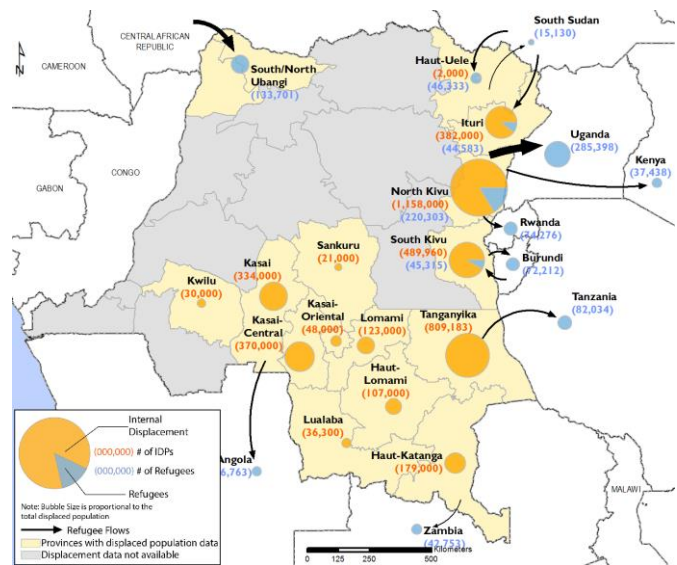 CENTRAL AFRICAN
REPUBLIC
South Sudan
(15,130)
CAMEROON
South/North
Ubangi
(133,701)
Haut-Uele
(2,000)
(46,333)
Ituri
(382,000)
(44,583)
Uganda
(285,398)
CONGO
GABON
Kenya
(37,438)
North Kivu
(1,158,000)
(220,303)
Rwanda
South Kivu
(489,960)
(45,315)
Burundi
Sankuru
(21,000)
Kasai
(334,000)
Kwilu
(30,000)
Kasai-
Oriental
(48,000)
Lomami
(123,000)
Tanganyika
(809,183)
Tanzania
(82,034)
Kasai-
Central
(370,000)
Haut-
Lomami
(107,000)
Lualaba
(36,300)
Haut-Katanga
(179,000)
MALAWI
Zambia
(42,753)
Internal
Displacement
(000,000) # of IDPs
(000,000) # of Refugees
Refugees
Note: Bubble Size is proportional to the
total displaced population
Refugee Flows
Provinces with displaced population data
Displacement data not available
0 125 250 500
Kilometers